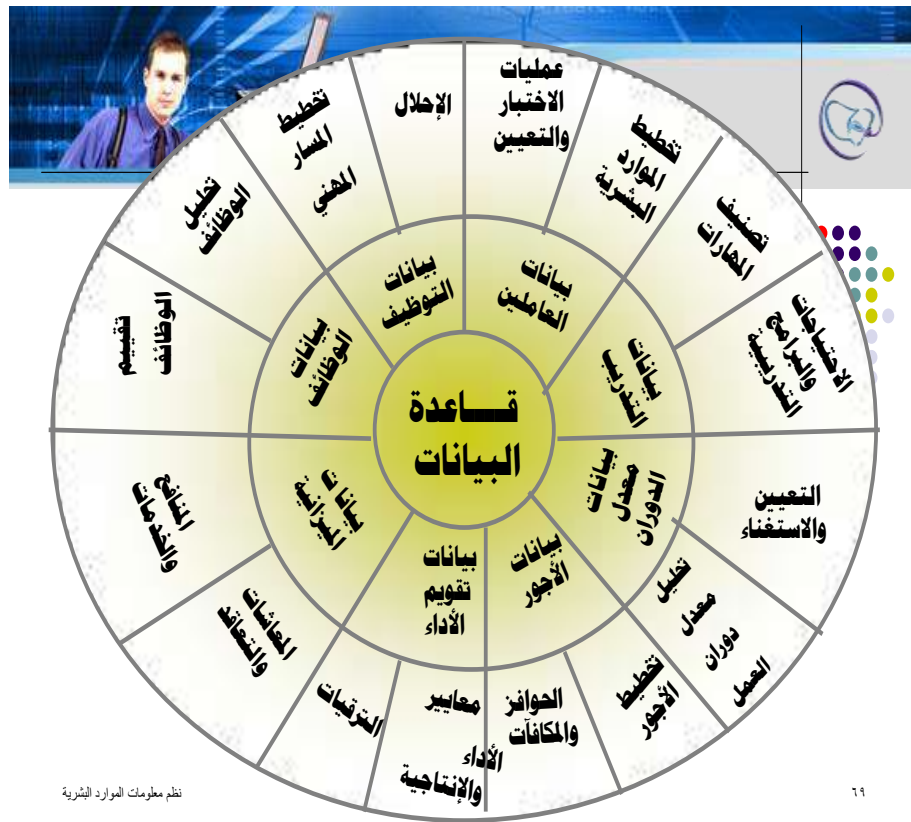 عمليات
الاختبار
والتعيين
تخطيط
الموارد
البشرية
تصنيف
المهارات
الاحتياجات
والبرامج
التدريبية
التعيين
والاستغناء
تحليل
معدل
دوران
العمل
تخطيط
الأجور
الحوافز
والمكافآت
معايير
الأداء
والإنتاجية
الترقيات
المعاشات
والتعاقد
المنافع
والخدمات
تقييم
الوظائف
تحليل
الوظائف
تخطيط
المسار
المهني
الإحلال
بيانات
العاملين
بيانات
التدريب
بيانات
معدل
الدوران
بيانات
الأجور
بيانات
تقويم
الأداء
بيانات
الميزانية
بيانات
الوظائف
بيانات
التوظيف
قـــاعدة
البيانات
نظم معلومات الموارد البشرية
٦٩